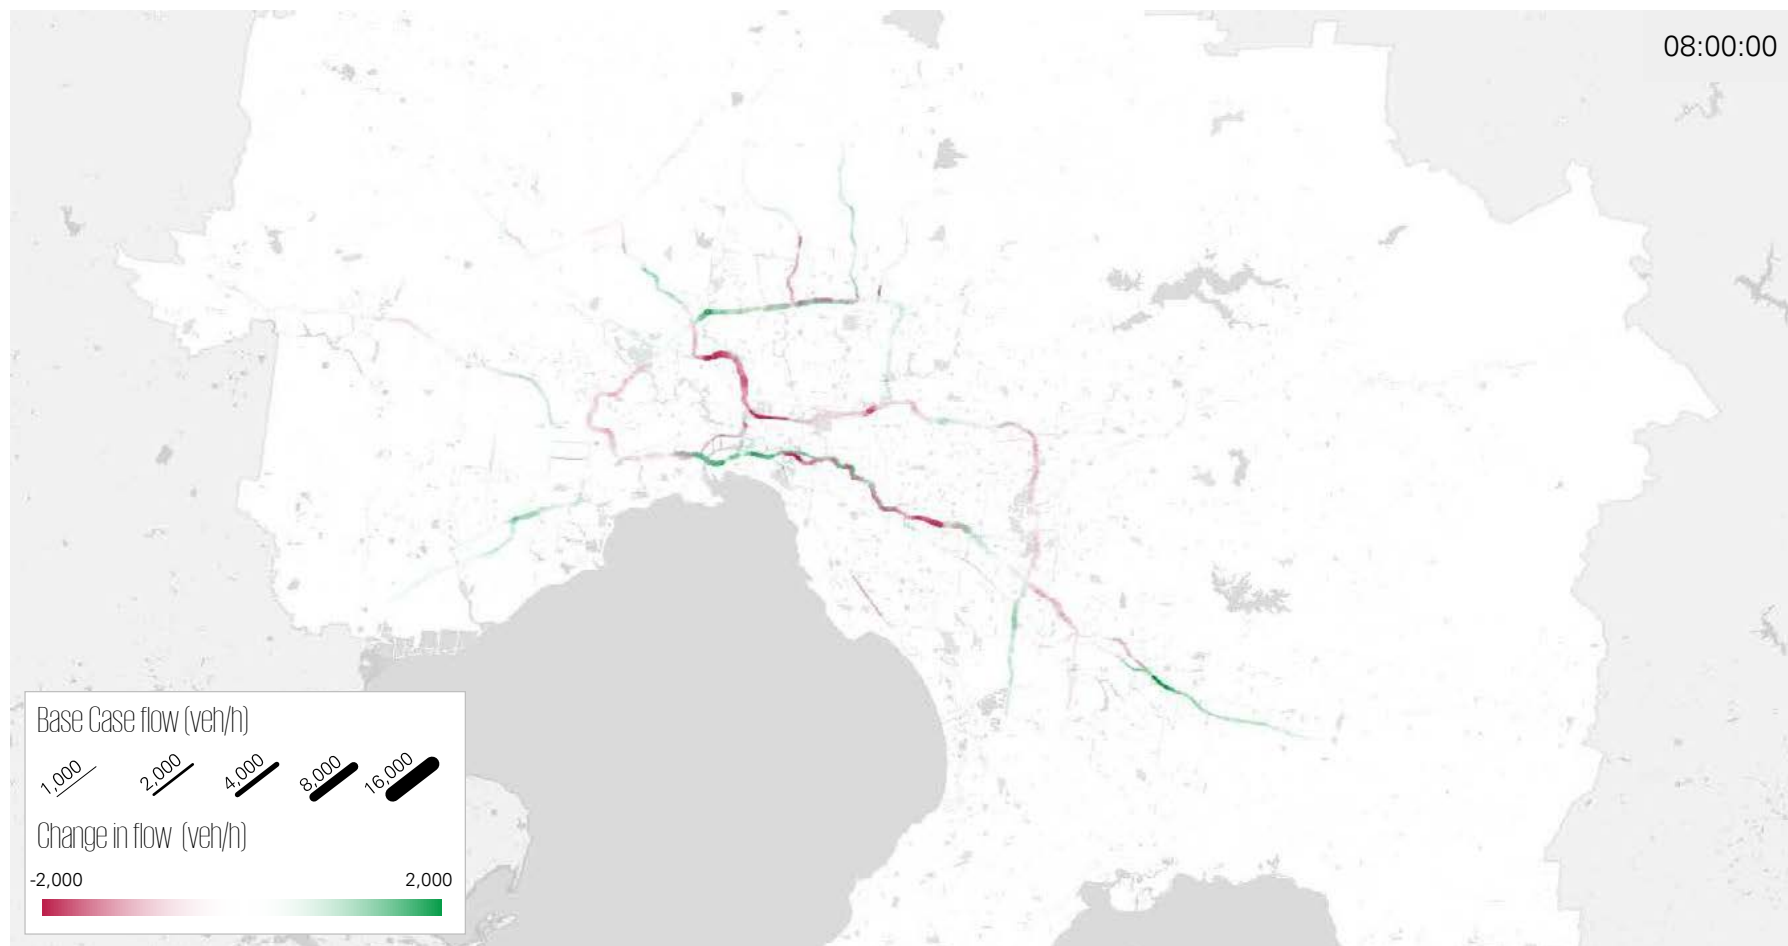 08:00:00
Base Case flow (veh/h)
1,000 2,000 4,000 8,000 16,000
Change in flow (veh/h)
-2,000 2,000